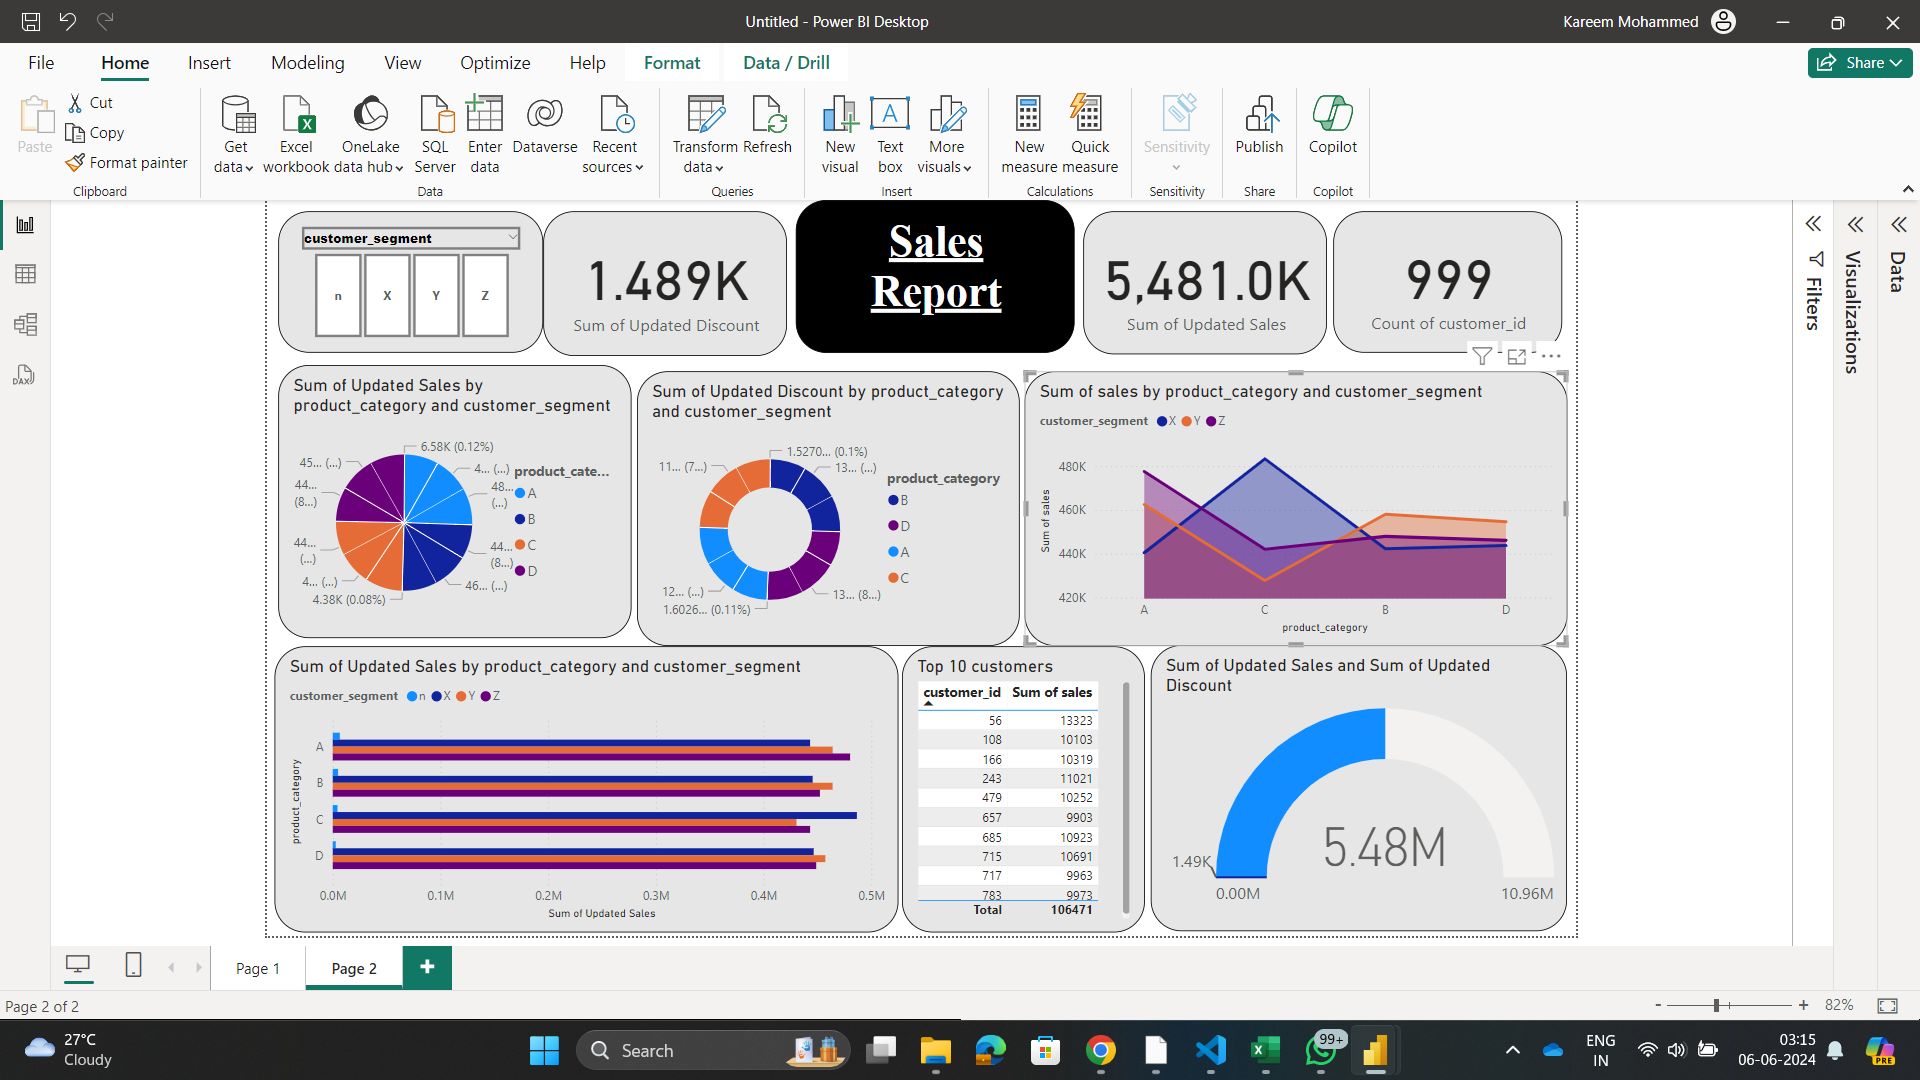 Untitled - Power BI Desktop
Kareem Mohammed
File Home Insert Modeling View Optimize Help Format Data / Drill
Share
Paste
Cut
Copy
Format painter
Clipboard
Get data
Excel workbook
OneLake data hub
SQL Server
Enter data
Dataverse
Recent sources
Data
Transform data
Refresh
Queries
New visual
Text box
More visuals
Insert
New measure
Quick measure
Calculations
Sensitivity
Sensitivity
Publish
Share
Copilot
Copilot
customer_segment
n X Y Z
1.489K
Sum of Updated Discount
Sales
Report
5,481.0K
Sum of Updated Sales
999
Count of customer_id
Filters
Visualizations
Data
Sum of Updated Sales by
product_category and customer_segment
6.58K (0.12%)
4... (...)
48...
(...)
44...
(8...)
46... (...)
4.38K (0.08%)
4... (...)
44...
(...)
44...
(8...)
45... (...)
product_cate...
A
B
C
D
Sum of Updated Discount by product_category
and customer_segment
1.5270... (0.1%)
13... (...)
13... (8...)
1.6026... (0.11%)
12... (...)
11... (7...)
product_category
B
D
A
C
Sum of sales by product_category and customer_segment
customer_segment X Y Z
480K
460K
440K
420K
Sum of sales
A C B D
product_category
Sum of Updated Sales by product_category and customer_segment
customer_segment n X Y Z
product_category
A
B
C
D
0.0M 0.1M 0.2M 0.3M 0.4M 0.5M
Sum of Updated Sales
Top 10 customers
customer_id Sum of sales
56 13323
108 10103
166 10319
243 11021
479 10252
657 9903
685 10923
715 10691
717 9963
783 9973
Total 106471
Sum of Updated Sales and Sum of Updated
Discount
5.48M
1.49K
0.00M 10.96M
Page 1 Page 2 +
Page 2 of 2
- + 82%
27°C
Cloudy
Search
99+
PRE
ENG
IN
03:15
06-06-2024
DAX